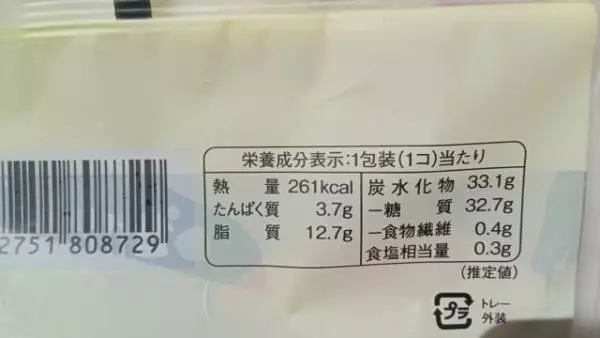 栄養成分表示:1包装(1コ)当たり
熱量 261kcal
たんぱく質 3.7g
脂質 12.7g
炭水化物 33.1g
−糖質 32.7g
−食物繊維 0.4g
食塩相当量 0.3g
(推定値)
2751 808729
プラ
トレー
外装